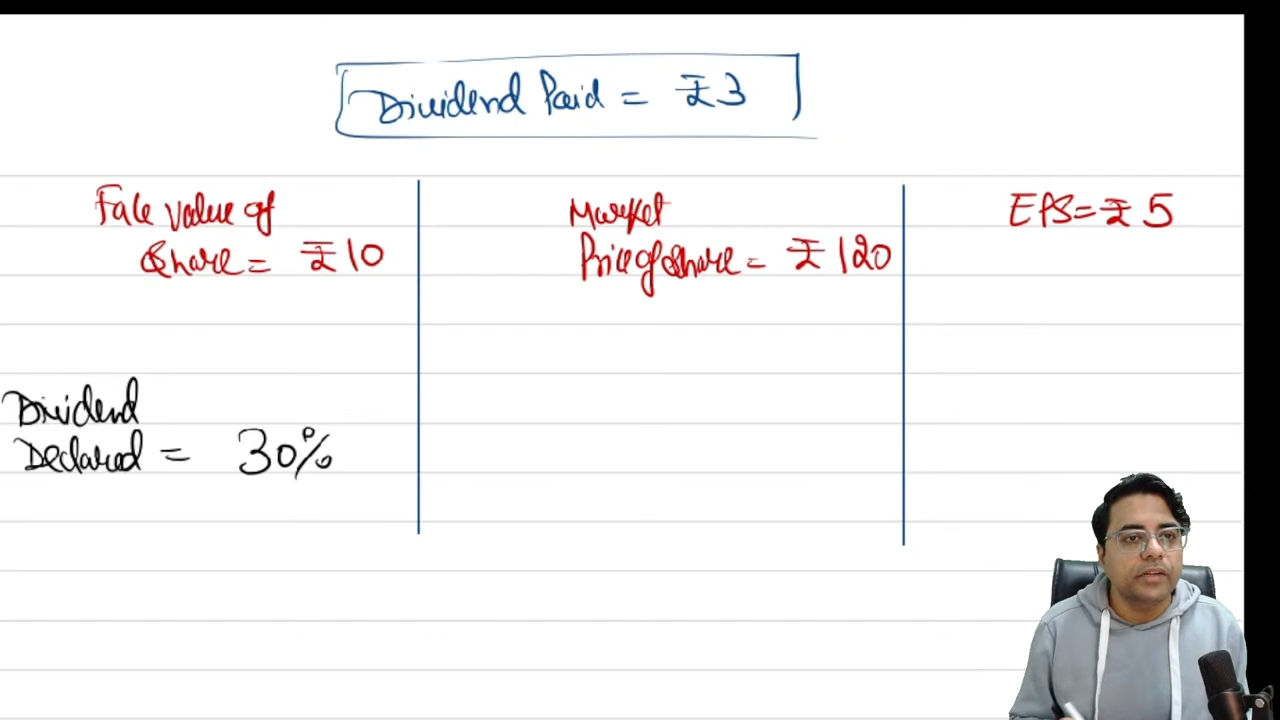 Dividend Paid = ₹3
Face value of
Share = ₹10
Market
Price of Share = ₹120
EPS = ₹5
Dividend
Declared = 30%